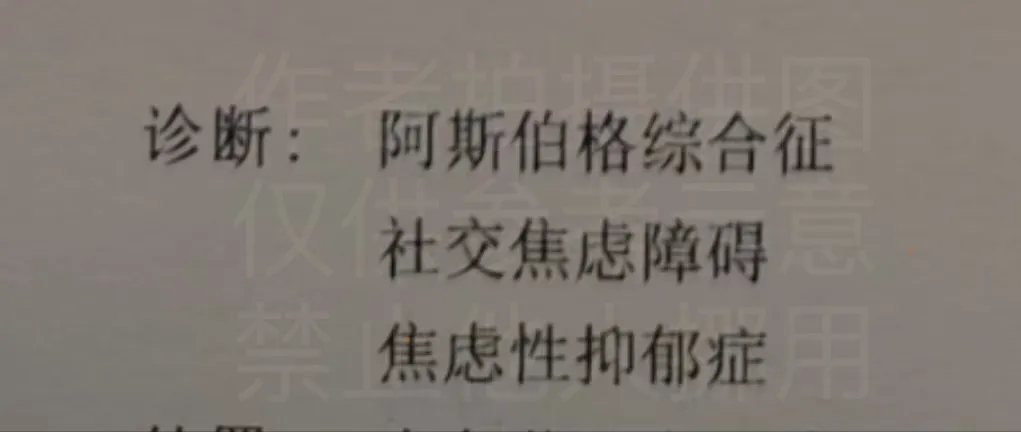 诊断: 阿斯伯格综合征
社交焦虑障碍
焦虑性抑郁症
作者拍摄供图
仅供参考示意
禁止他人挪用